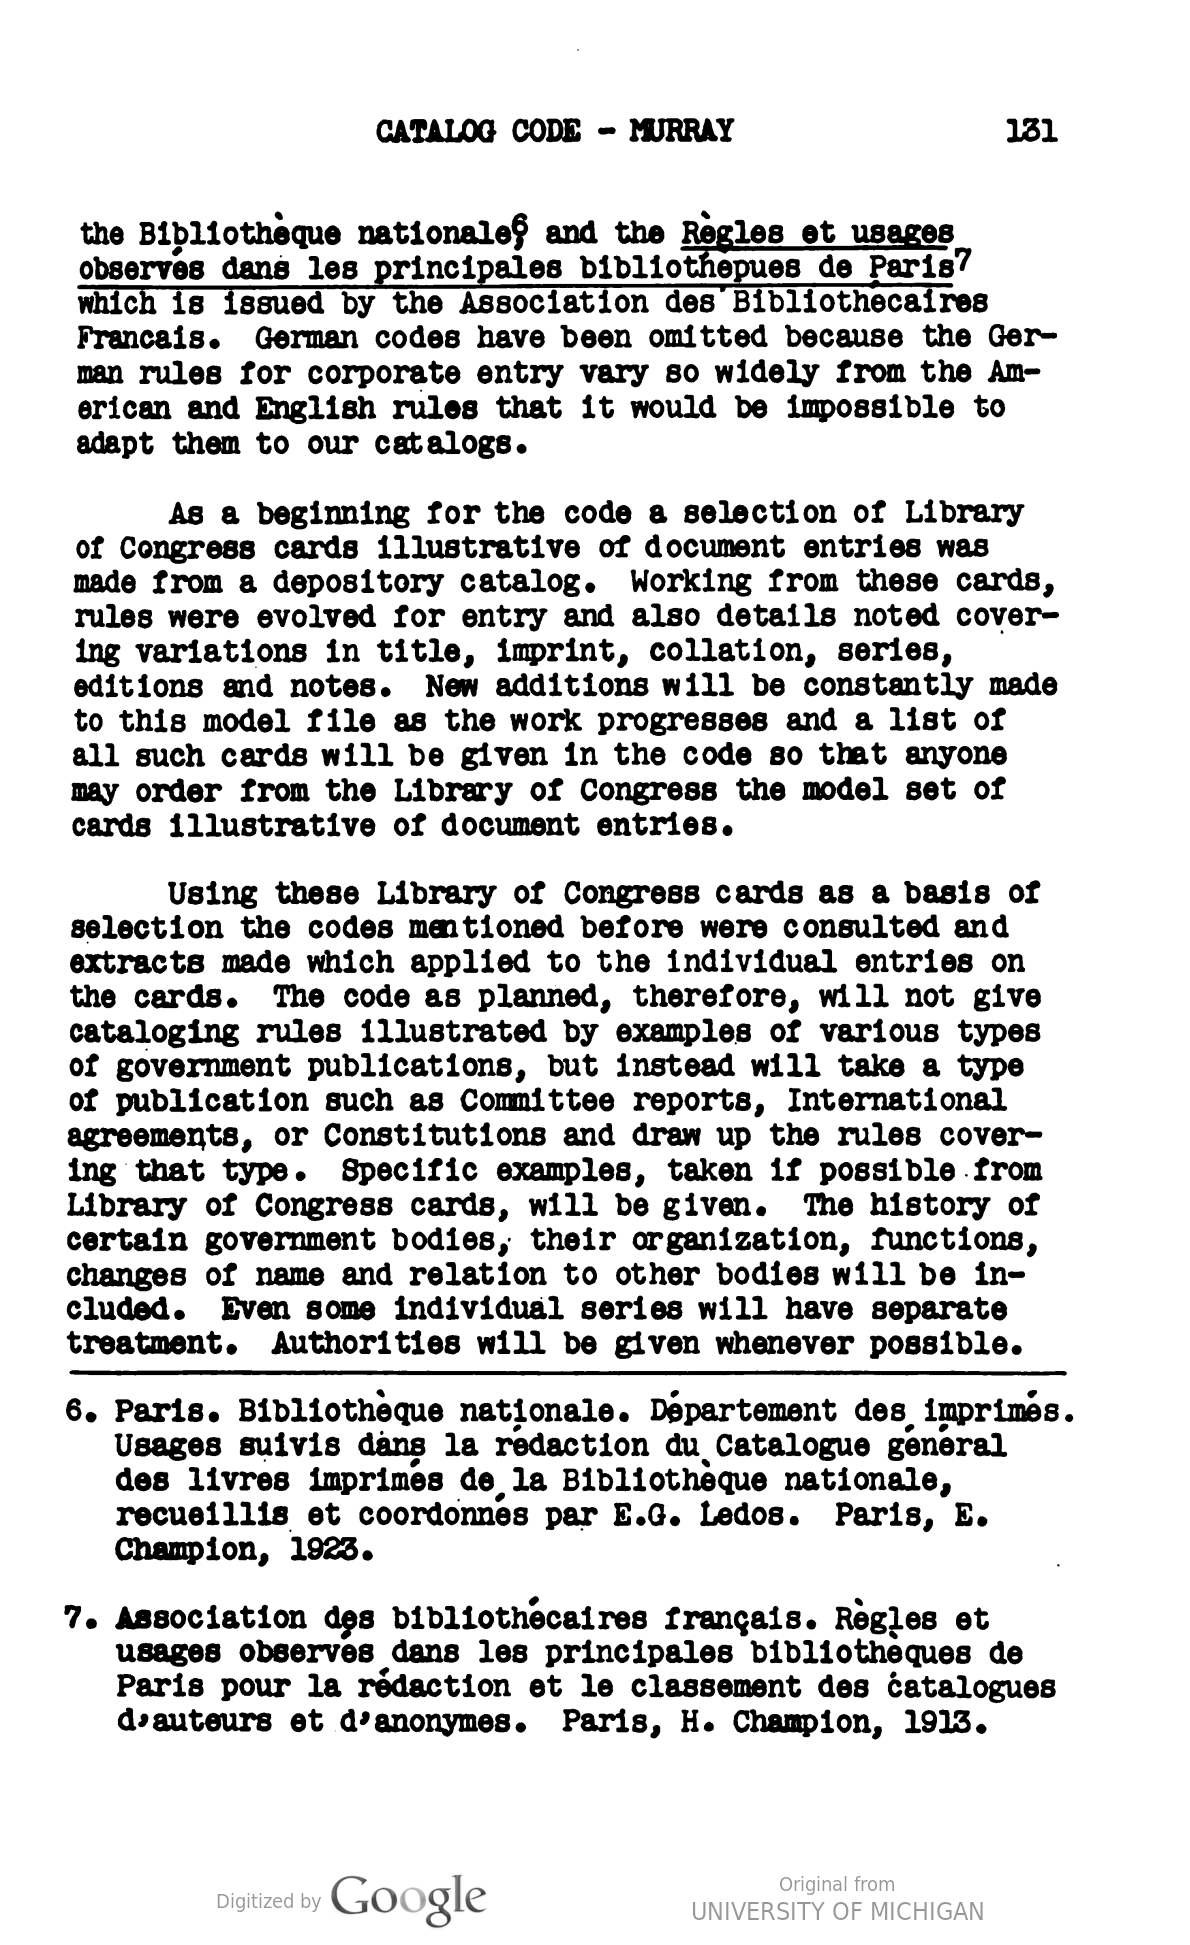 CATALOG CODE - MURRAY 131
the Bibliothèque nationale,6 and the Règles et usages
observés dans les principales bibliothèpues de Paris7
which is issued by the Association des Bibliothécaires
Francais. German codes have been omitted because the Ger-
man rules for corporate entry vary so widely from the Am-
erican and English rules that it would be impossible to
adapt them to our catalogs.
As a beginning for the code a selection of Library
of Congress cards illustrative of document entries was
made from a depository catalog. Working from these cards,
rules were evolved for entry and also details noted cover-
ing variations in title, imprint, collation, series,
editions and notes. New additions will be constantly made
to this model file as the work progresses and a list of
all such cards will be given in the code so that anyone
may order from the Library of Congress the model set of
cards illustrative of document entries.
Using these Library of Congress cards as a basis of
selection the codes mentioned before were consulted and
extracts made which applied to the individual entries on
the cards. The code as planned, therefore, will not give
cataloging rules illustrated by examples of various types
of government publications, but instead will take a type
of publication such as Committee reports, International
agreements, or Constitutions and draw up the rules cover-
ing that type. Specific examples, taken if possible from
Library of Congress cards, will be given. The history of
certain government bodies, their organization, functions,
changes of name and relation to other bodies will be in-
cluded. Even some individual series will have separate
treatment. Authorities will be given whenever possible.
6. Paris. Bibliothèque nationale. Département des imprimés.
Usages suivis dans la rédaction du Catalogue général
des livres imprimés de la Bibliothèque nationale,
recueillis et coordonnés par E.G. Ledos. Paris, E.
Champion, 1923.
7. Association des bibliothécaires français. Règles et
usages observés dans les principales bibliothèques de
Paris pour la rédaction et le classement des catalogues
d'auteurs et d'anonymes. Paris, H. Champion, 1913.
Digitized by Google
Original from
UNIVERSITY OF MICHIGAN